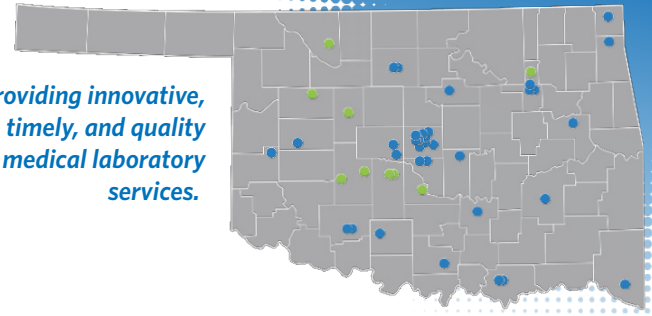 roviding innovative,
timely, and quality
medical laboratory
services.